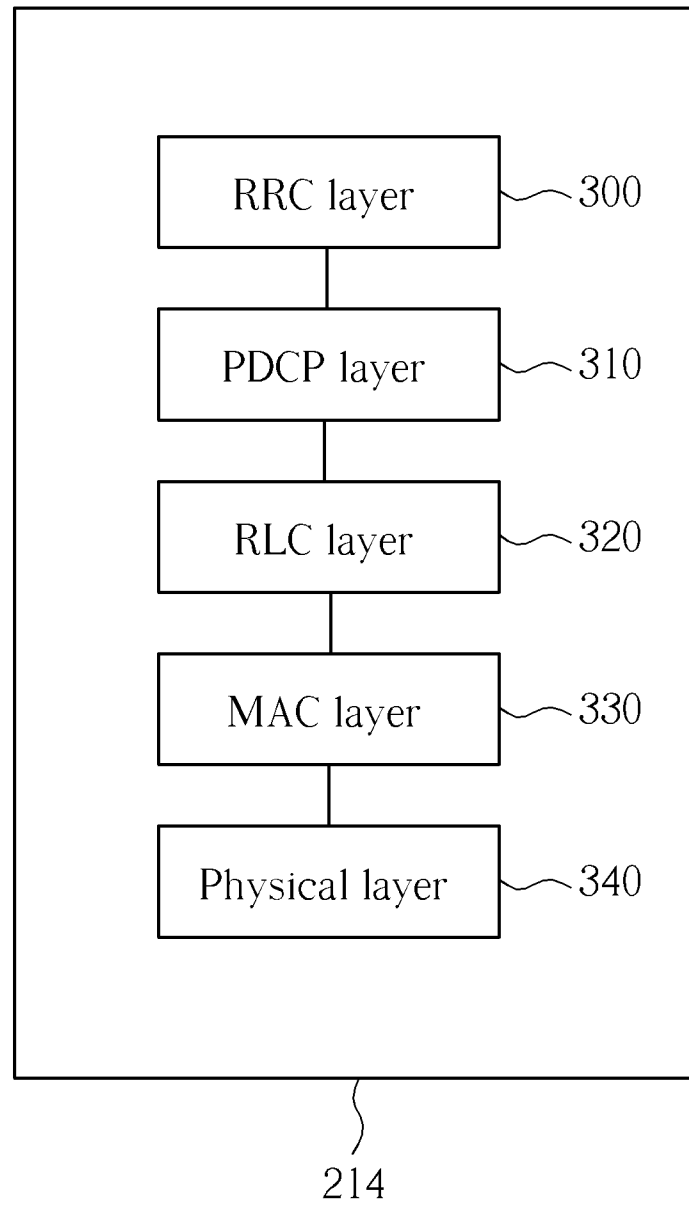 RRC layer 300
PDCP layer 310
RLC layer 320
MAC layer 330
Physical layer 340
214